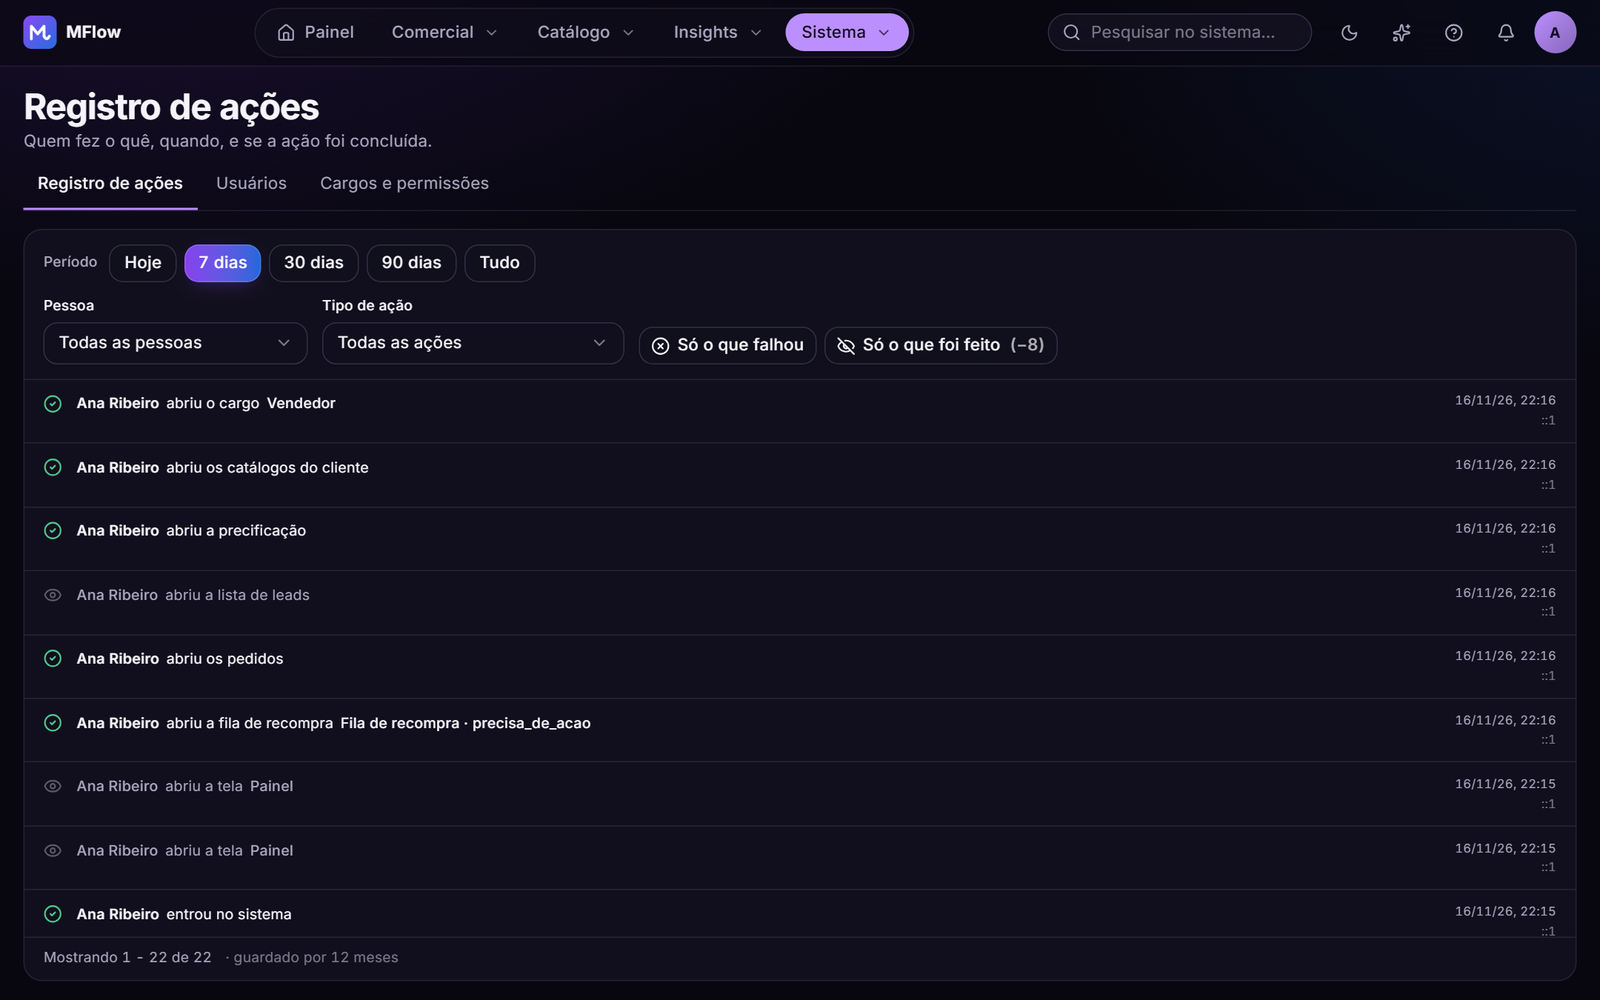 MFlow
Painel
Comercial
Catálogo
Insights
Sistema
Pesquisar no sistema...
A
Registro de ações
Quem fez o quê, quando, e se a ação foi concluída.
Registro de ações
Usuários
Cargos e permissões
Período
Hoje
7 dias
30 dias
90 dias
Tudo
Pessoa
Tipo de ação
Todas as pessoas
Todas as ações
Só o que falhou
Só o que foi feito (−8)
Ana Ribeiro abriu o cargo Vendedor
16/11/26, 22:16
::1
Ana Ribeiro abriu os catálogos do cliente
16/11/26, 22:16
::1
Ana Ribeiro abriu a precificação
16/11/26, 22:16
::1
Ana Ribeiro abriu a lista de leads
16/11/26, 22:16
::1
Ana Ribeiro abriu os pedidos
16/11/26, 22:16
::1
Ana Ribeiro abriu a fila de recompra Fila de recompra · precisa_de_acao
16/11/26, 22:16
::1
Ana Ribeiro abriu a tela Painel
16/11/26, 22:15
::1
Ana Ribeiro abriu a tela Painel
16/11/26, 22:15
::1
Ana Ribeiro entrou no sistema
16/11/26, 22:15
::1
Mostrando 1 - 22 de 22 · guardado por 12 meses